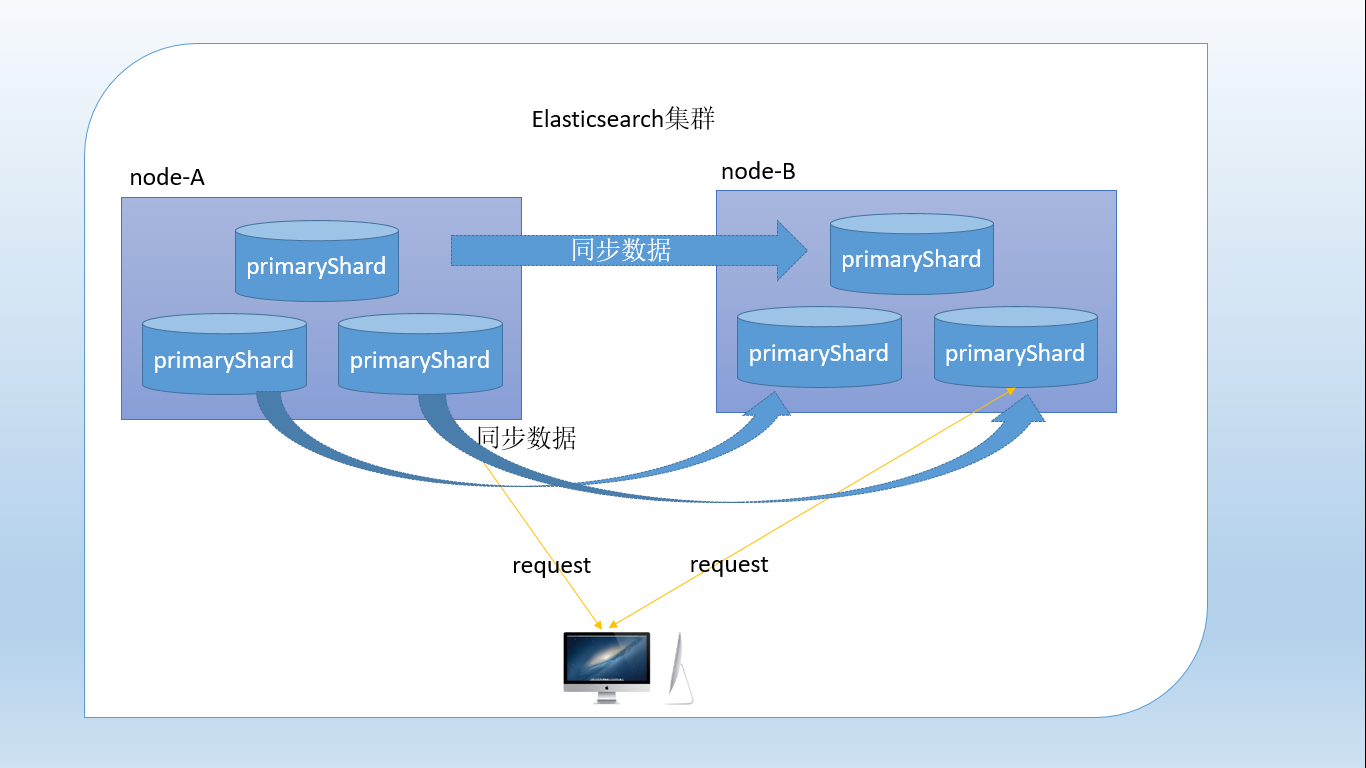 Elasticsearch集群
node-A
node-B
primaryShard
同步数据
primaryShard
primaryShard
primaryShard
primaryShard
primaryShard
同步数据
request
request